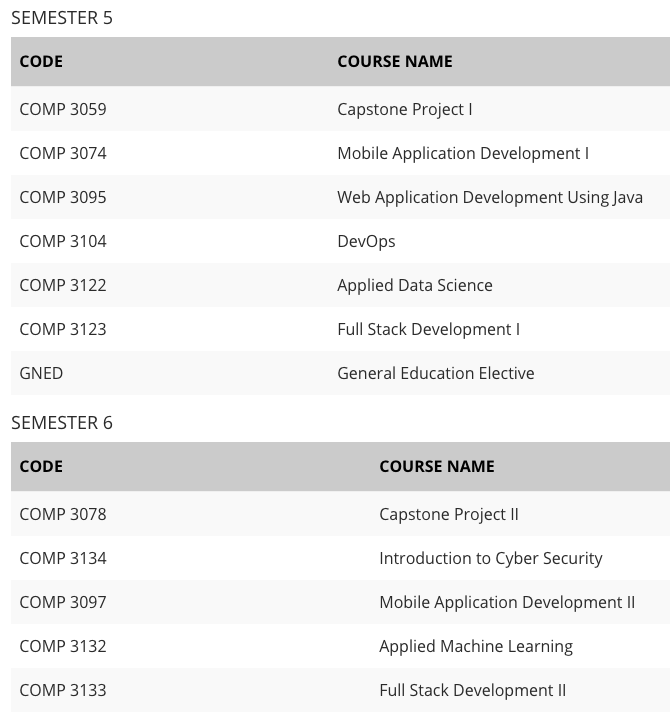 SEMESTER 5
CODE COURSE NAME
COMP 3059 Capstone Project I
COMP 3074 Mobile Application Development I
COMP 3095 Web Application Development Using Java
COMP 3104 DevOps
COMP 3122 Applied Data Science
COMP 3123 Full Stack Development I
GNED General Education Elective
SEMESTER 6
CODE COURSE NAME
COMP 3078 Capstone Project II
COMP 3134 Introduction to Cyber Security
COMP 3097 Mobile Application Development II
COMP 3132 Applied Machine Learning
COMP 3133 Full Stack Development II